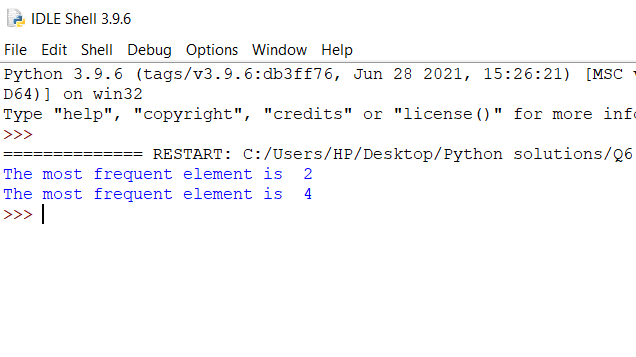 IDLE Shell 3.9.6
File Edit Shell Debug Options Window Help
Python 3.9.6 (tags/v3.9.6:db3ff76, Jun 28 2021, 15:26:21) [MSC
D64)] on win32
Type "help", "copyright", "credits" or "license()" for more info
>>>
============== RESTART: C:/Users/HP/Desktop/Python solutions/Q6
The most frequent element is  2
The most frequent element is  4
>>>